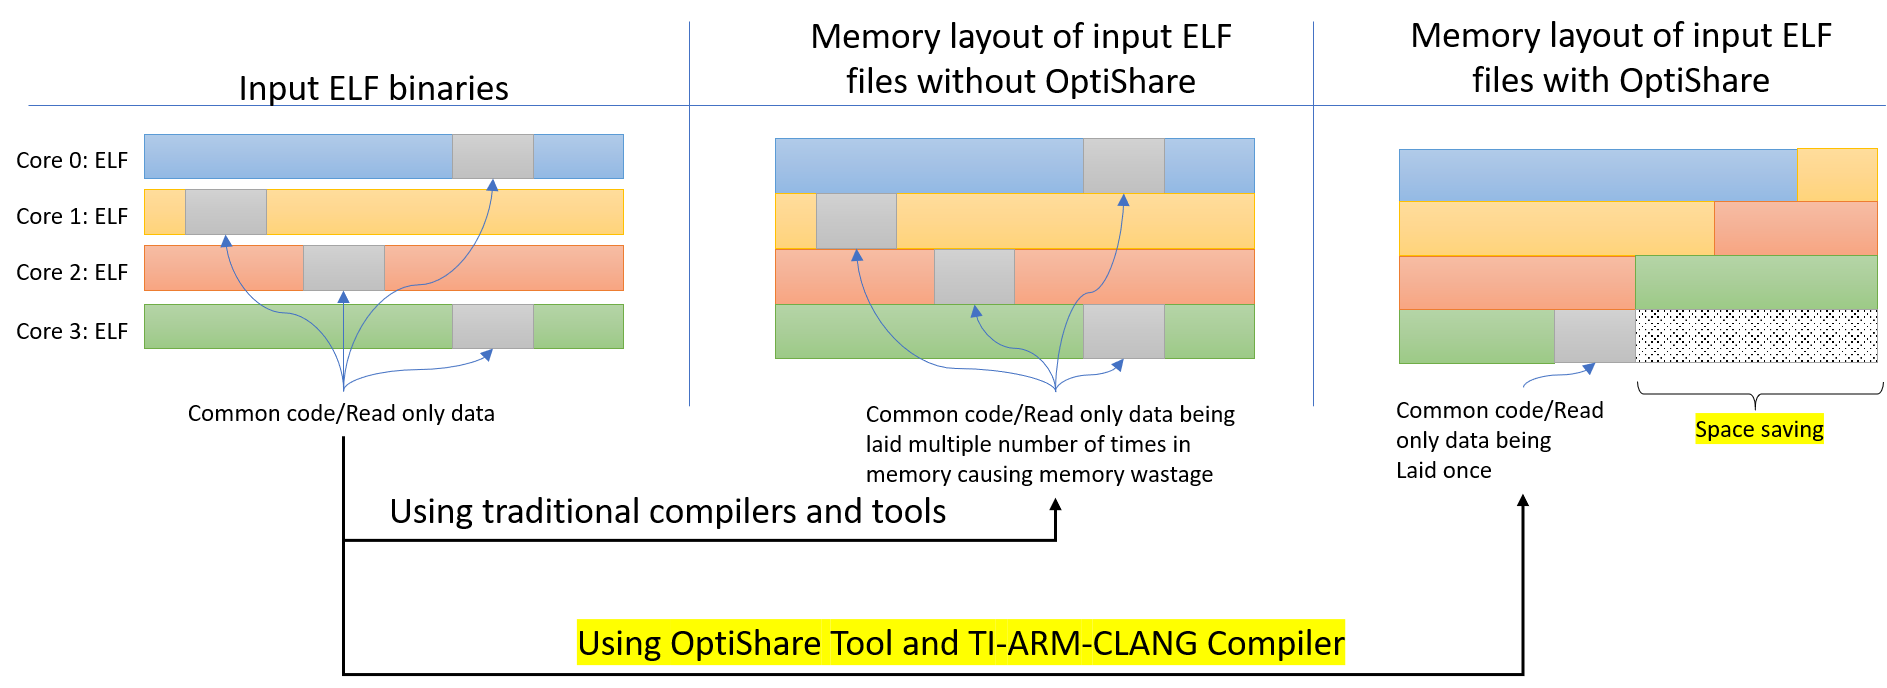 Input ELF binaries
Memory layout of input ELF
files without OptiShare
Memory layout of input ELF
files with OptiShare
Core 0: ELF
Core 1: ELF
Core 2: ELF
Core 3: ELF
Common code/Read only data
Common code/Read only data being
laid multiple number of times in
memory causing memory wastage
Common code/Read
only data being
Laid once
Space saving
Using traditional compilers and tools
Using OptiShare Tool and TI-ARM-CLANG Compiler